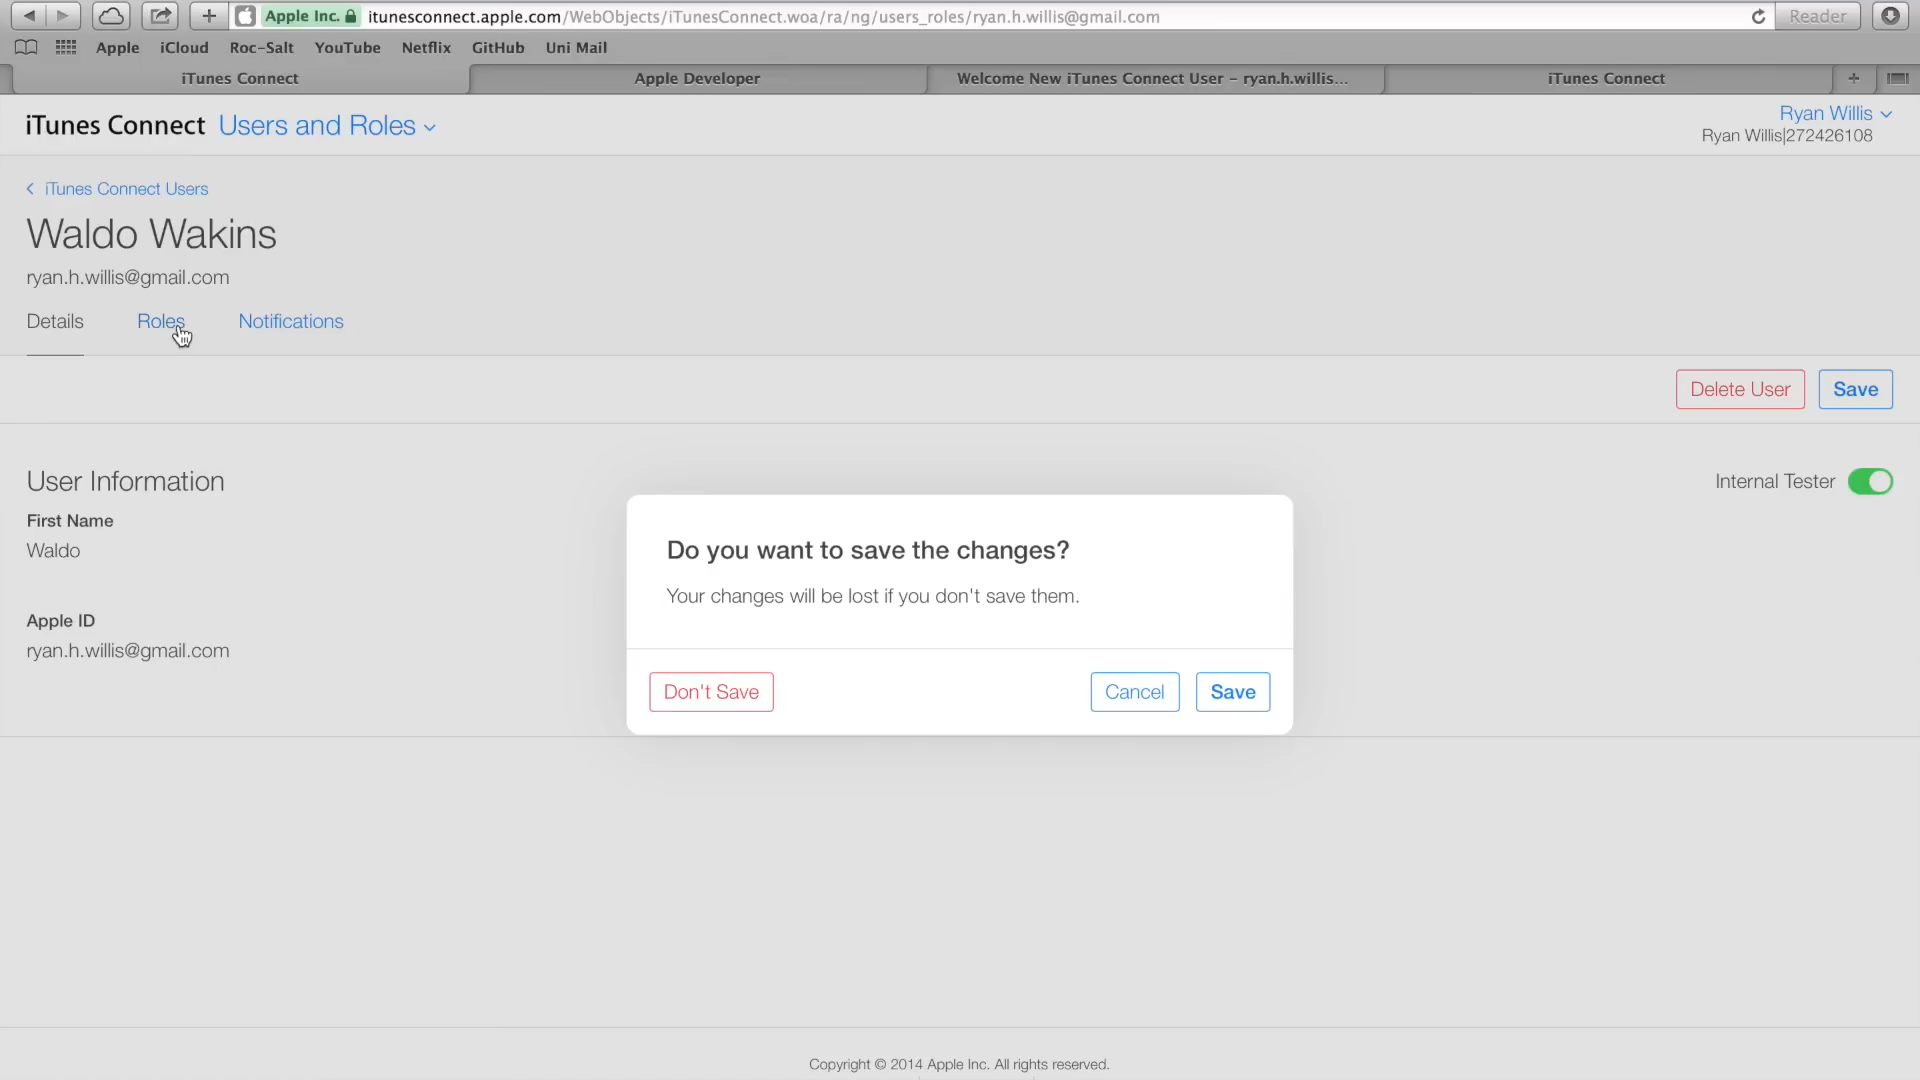 Apple Inc. itunesconnect.apple.com/WebObjects/iTunesConnect.woa/ra/ng/users_roles/ryan.h.willis@gmail.com Reader
Apple iCloud Roc-Salt YouTube Netflix GitHub Uni Mail
iTunes Connect Apple Developer Welcome New iTunes Connect User – ryan.h.willis... iTunes Connect
iTunes Connect Users and Roles Ryan Willis
Ryan Willis|272426108
iTunes Connect Users
Waldo Wakins
ryan.h.willis@gmail.com
Details Roles Notifications
Delete User Save
User Information Internal Tester
First Name
Waldo
Apple ID
ryan.h.willis@gmail.com
Do you want to save the changes?
Your changes will be lost if you don't save them.
Don't Save Cancel Save
Copyright © 2014 Apple Inc. All rights reserved.